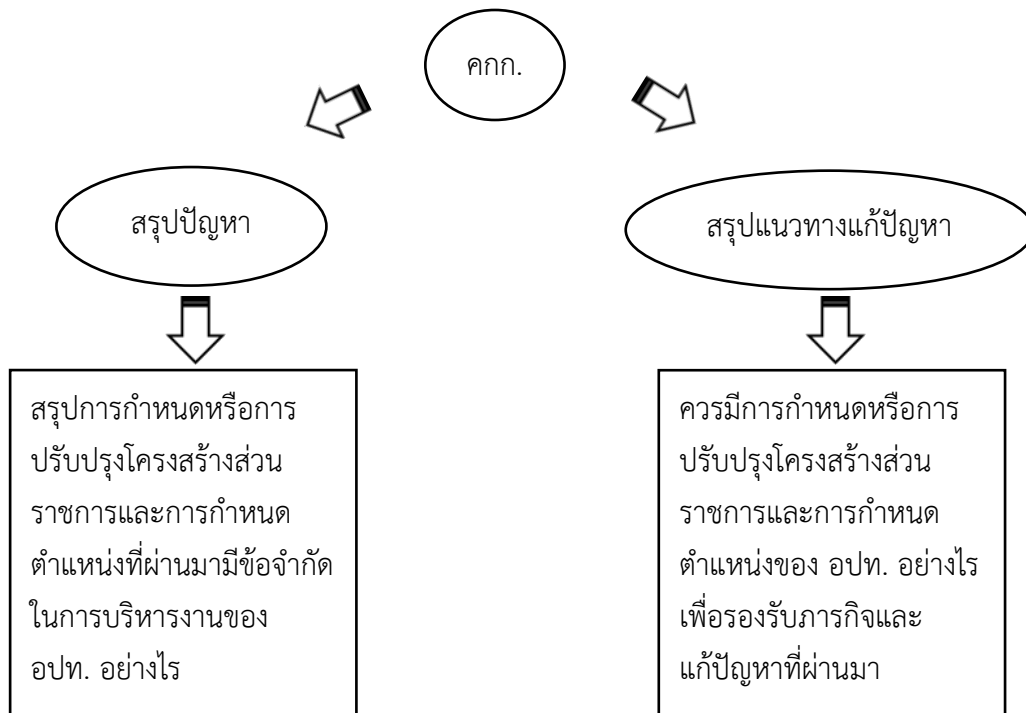 คกก.
สรุปปัญหา
สรุปแนวทางแก้ปัญหา
สรุปการกำหนดหรือการ
ปรับปรุงโครงสร้างส่วน
ราชการและการกำหนด
ตำแหน่งที่ผ่านมามีข้อจำกัด
ในการบริหารงานของ
อปท. อย่างไร
ควรมีการกำหนดหรือการ
ปรับปรุงโครงสร้างส่วน
ราชการและการกำหนด
ตำแหน่งของ อปท. อย่างไร
เพื่อรองรับภารกิจและ
แก้ปัญหาที่ผ่านมา